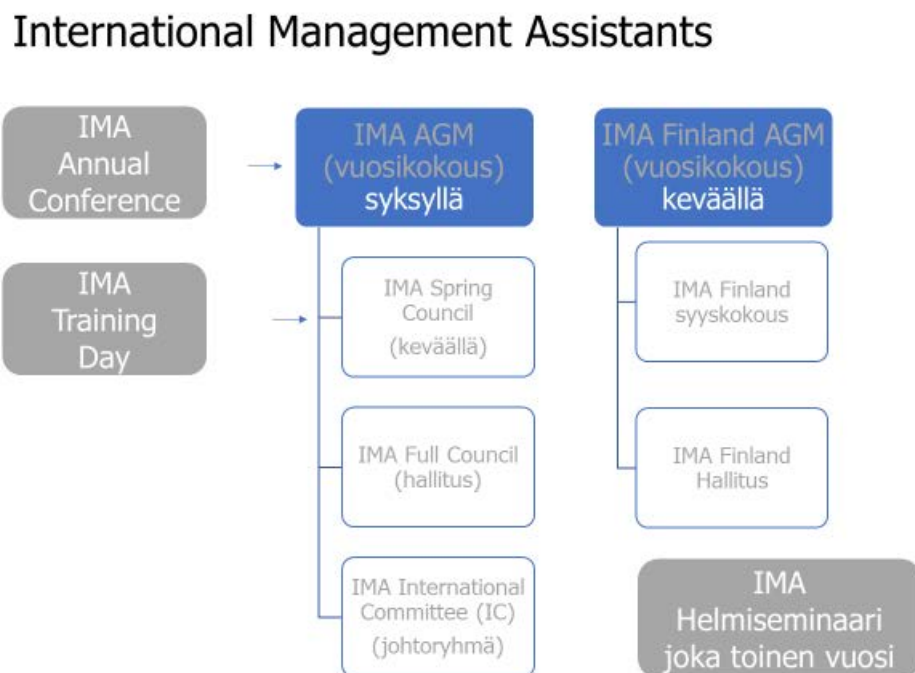 International Management Assistants
IMA
Annual
Conference
IMA AGM
(vuosikokous)
syksyllä
IMA Finland AGM
(vuosikokous)
keväällä
IMA
Training
Day
IMA Spring
Council
(keväällä)
IMA Finland
syyskokous
IMA Full Council
(hallitus)
IMA Finland
Hallitus
IMA International
Committee (IC)
(johtoryhmä)
IMA
Helmiseminaari
joka toinen vuosi